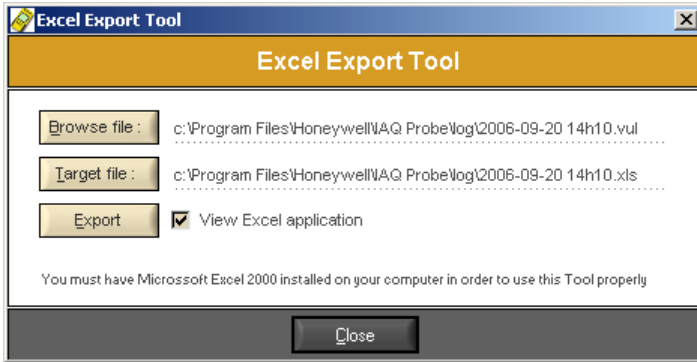 Excel Export Tool
Excel Export Tool
Browse file :
c:\Program Files\Honeywell\IAQ Probe\log\2006-09-20 14h10.vul
Target file :
c:\Program Files\Honeywell\IAQ Probe\log\2006-09-20 14h10.xls
Export
View Excel application
You must have Microssoft Excel 2000 installed on your computer in order to use this Tool properly
Close